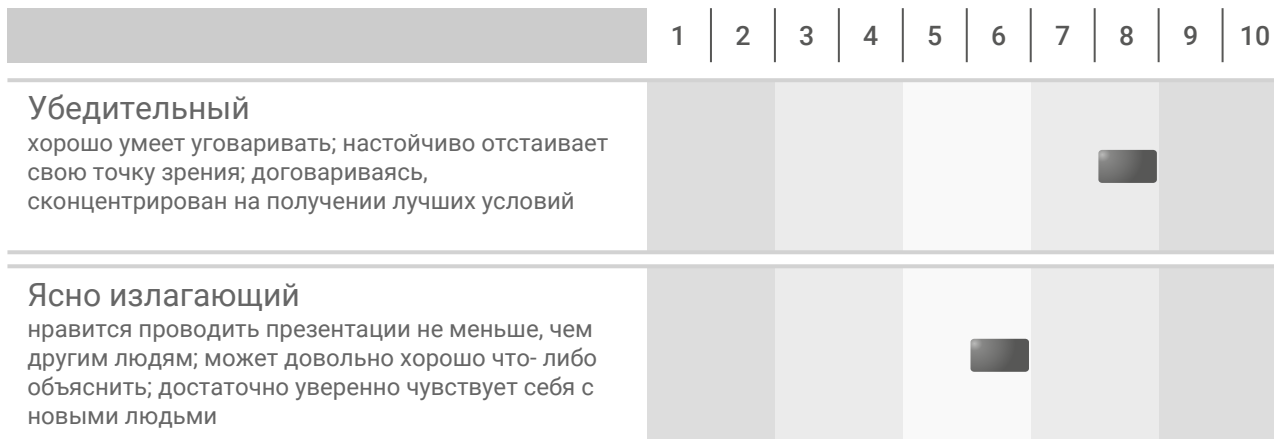 1 2 3 4 5 6 7 8 9 10
Убедительный
хорошо умеет уговаривать; настойчиво отстаивает
свою точку зрения; договариваясь,
сконцентрирован на получении лучших условий
Ясно излагающий
нравится проводить презентации не меньше, чем
другим людям; может довольно хорошо что- либо
объяснить; достаточно уверенно чувствует себя с
новыми людьми